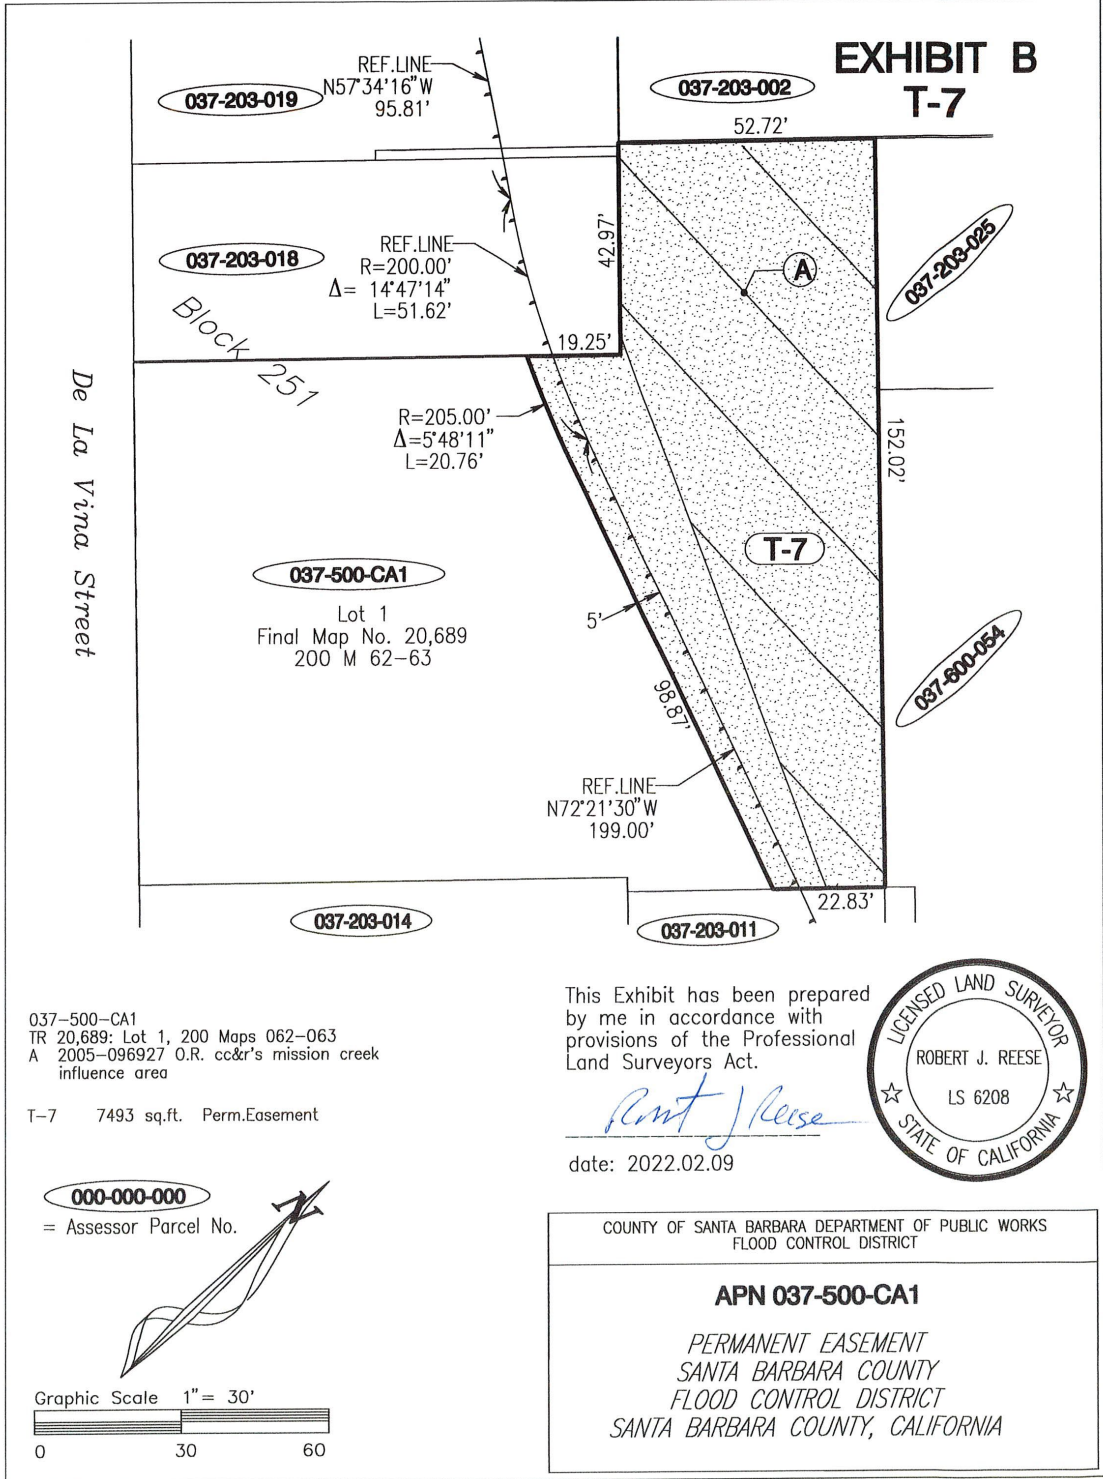 EXHIBIT B
T-7
REF.LINE
N57°34'16"W
95.81'
037-203-019
037-203-002
52.72'
037-203-018
REF.LINE
R=200.00'
Δ= 14°47'14"
L=51.62'
42.97'
A
037-203-025
Block 251
19.25'
De La Vina Street
R=205.00'
Δ=5°48'11"
L=20.76'
152.02'
T-7
037-500-CA1
Lot 1
Final Map No. 20,689
200 M 62-63
5'
037-600-054
98.87'
REF.LINE
N72°21'30"W
199.00'
22.83'
037-203-014
037-203-011
037-500-CA1
TR 20,689: Lot 1, 200 Maps 062-063
A 2005-096927 O.R. cc&r's mission creek
influence area
T-7 7493 sq.ft. Perm.Easement
This Exhibit has been prepared
by me in accordance with
provisions of the Professional
Land Surveyors Act.
date: 2022.02.09
LICENSED LAND SURVEYOR
ROBERT J. REESE
LS 6208
STATE OF CALIFORNIA
000-000-000
= Assessor Parcel No.
N
Graphic Scale 1"= 30'
0 30 60
COUNTY OF SANTA BARBARA DEPARTMENT OF PUBLIC WORKS
FLOOD CONTROL DISTRICT
APN 037-500-CA1
PERMANENT EASEMENT
SANTA BARBARA COUNTY
FLOOD CONTROL DISTRICT
SANTA BARBARA COUNTY, CALIFORNIA